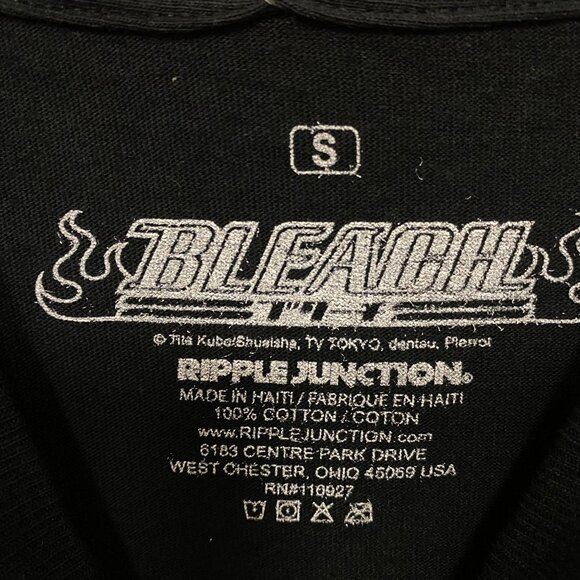 S
BLEACH
© Tite Kubo/Shueisha, TV TOKYO, dentsu, Pierrot
RIPPLE JUNCTION®
MADE IN HAITI / FABRIQUE EN HAITI
100% COTTON / COTON
www.RIPPLEJUNCTION.com
6183 CENTRE PARK DRIVE
WEST CHESTER, OHIO 45069 USA
RN#110927